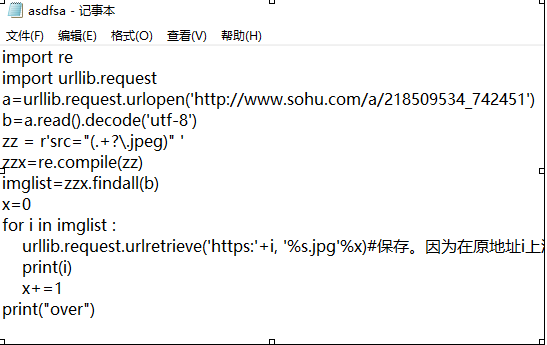 asdfsa - 记事本
文件(F) 编辑(E) 格式(O) 查看(V) 帮助(H)
import re
import urllib.request
a=urllib.request.urlopen('http://www.sohu.com/a/218509534_742451')
b=a.read().decode('utf-8')
zz = r'src="(.+?\.jpeg)" '
zzx=re.compile(zz)
imglist=zzx.findall(b)
x=0
for i in imglist :
    urllib.request.urlretrieve('https:'+i, '%s.jpg'%x)#保存。因为在原地址i上
    print(i)
    x+=1
print("over")